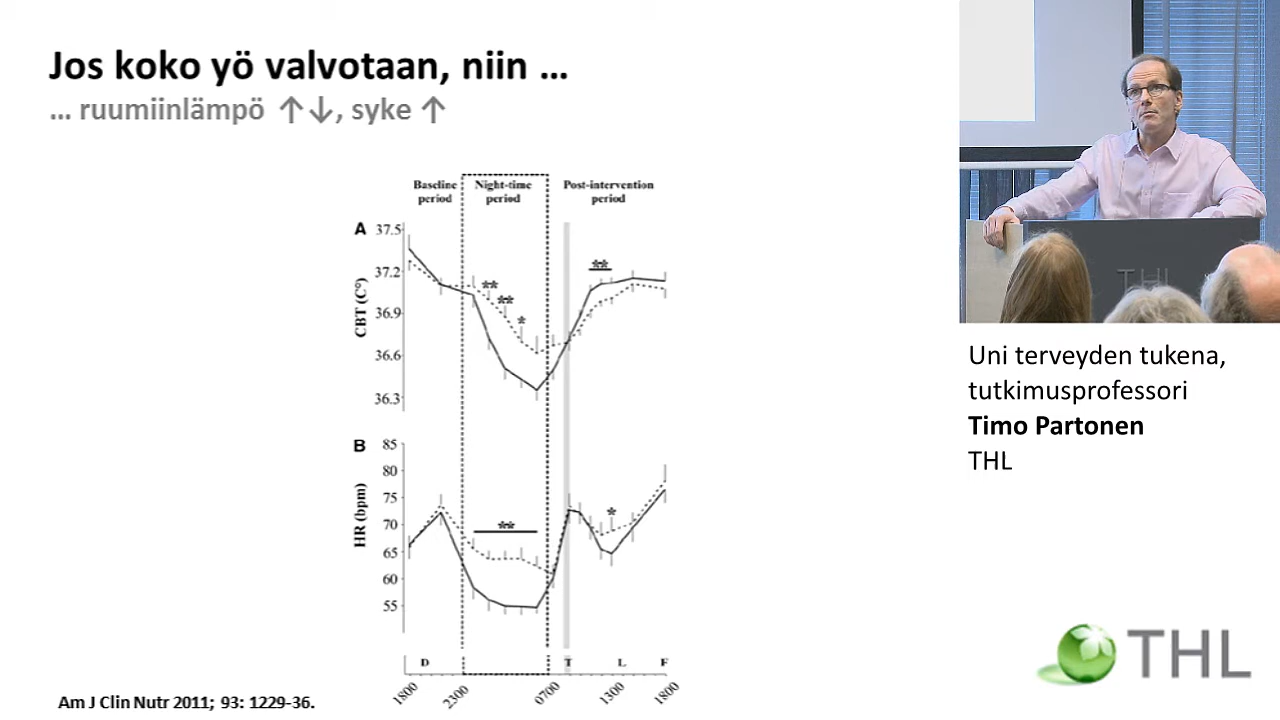 Jos koko yö valvotaan, niin …
… ruumiinlämpö ↑↓, syke ↑
Baseline period
Night-time period
Post-intervention period
A
37.5
37.2
36.9
36.6
36.3
CBT (C°)
**
**
*
**
B
85
80
75
70
65
60
55
HR (bpm)
**
*
D
T
L
F
1800
2300
0700
1300
1800
Am J Clin Nutr 2011; 93: 1229-36.
THL
Uni terveyden tukena,
tutkimusprofessori
Timo Partonen
THL
THL